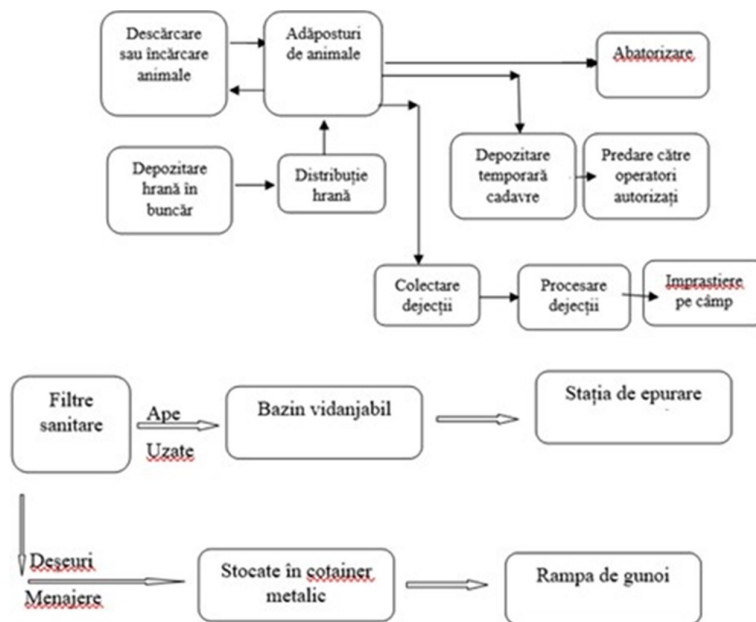 Descărcare
sau încărcare
animale
Adăposturi
de animale
Abatorizare
Depozitare
hrană în
buncăr
Distribuție
hrană
Depozitare
temporară
cadavre
Predare către
operatori
autorizați
Colectare
dejecții
Procesare
dejecții
Imprastiere
pe câmp
Filtre
sanitare
Ape
Uzate
Bazin vidanjabil
Stația de epurare
Deșeuri
Menajere
Stocate în cotainer
metalic
Rampa de gunoi